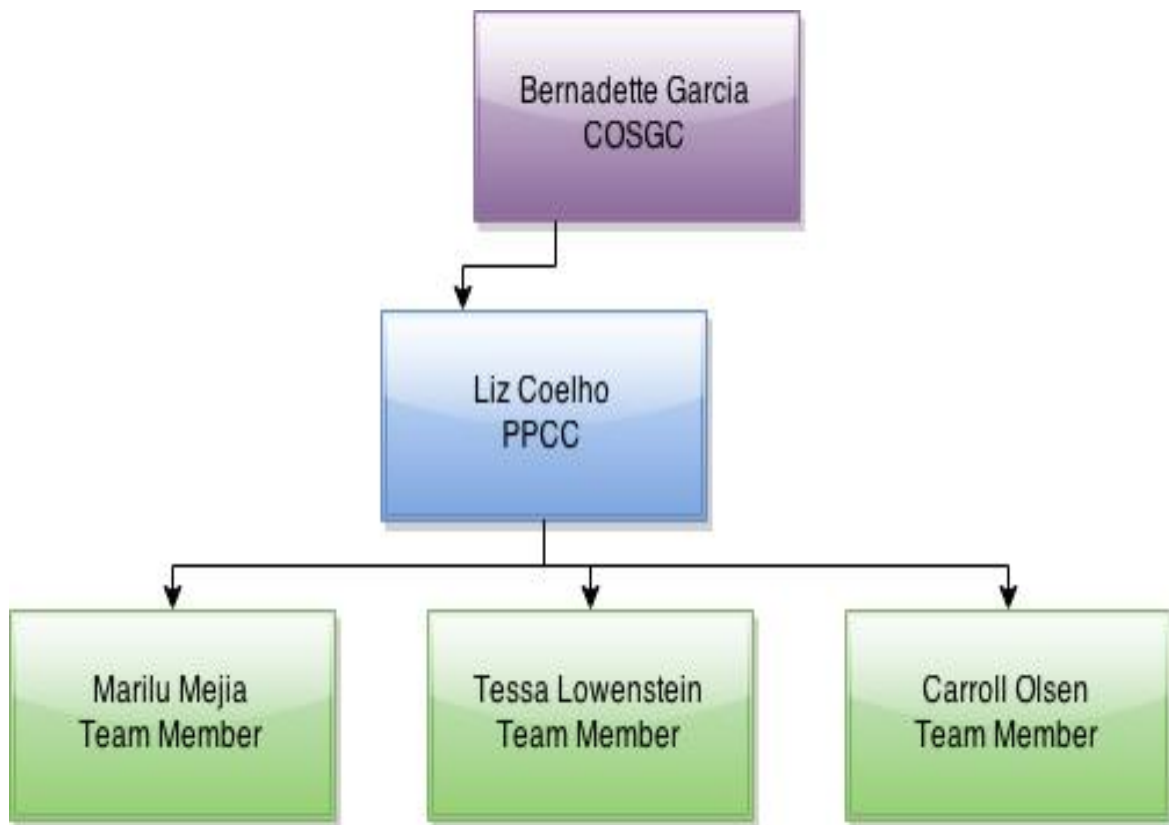 Bernadette Garcia
COSGC
Liz Coelho
PPCC
Marilu Mejia
Team Member
Tessa Lowenstein
Team Member
Carroll Olsen
Team Member